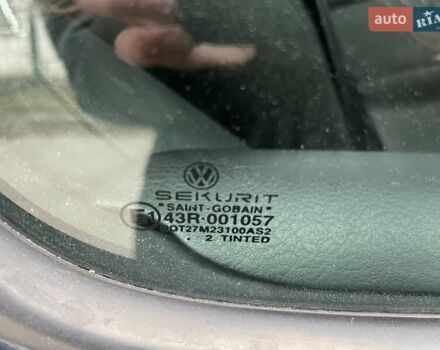 auto RIA
SEKURIT
"SAINT-GOBAIN"
E1 43R-001057
DOT27M23100AS2
. 2 TINTED